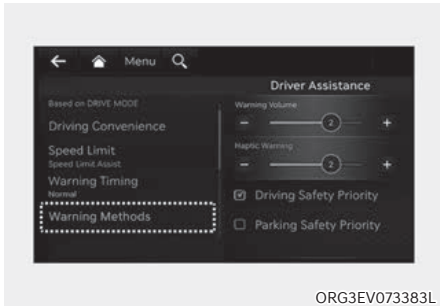 Menu
Driver Assistance
Based on DRIVE MODE
Driving Convenience
Speed Limit
Speed Limit Assist
Warning Timing
Normal
Warning Methods
Warning Volume
- 2 +
Haptic Warning
- 2 +
Driving Safety Priority
Parking Safety Priority
ORG3EV073383L